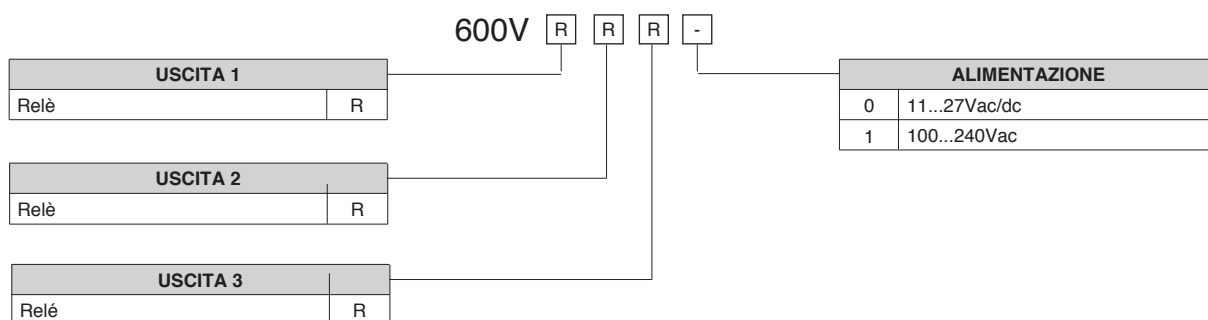 600V R R R -
USCITA 1
Relè R
USCITA 2
Relè R
USCITA 3
Relé R
ALIMENTAZIONE
0 11...27Vac/dc
1 100...240Vac